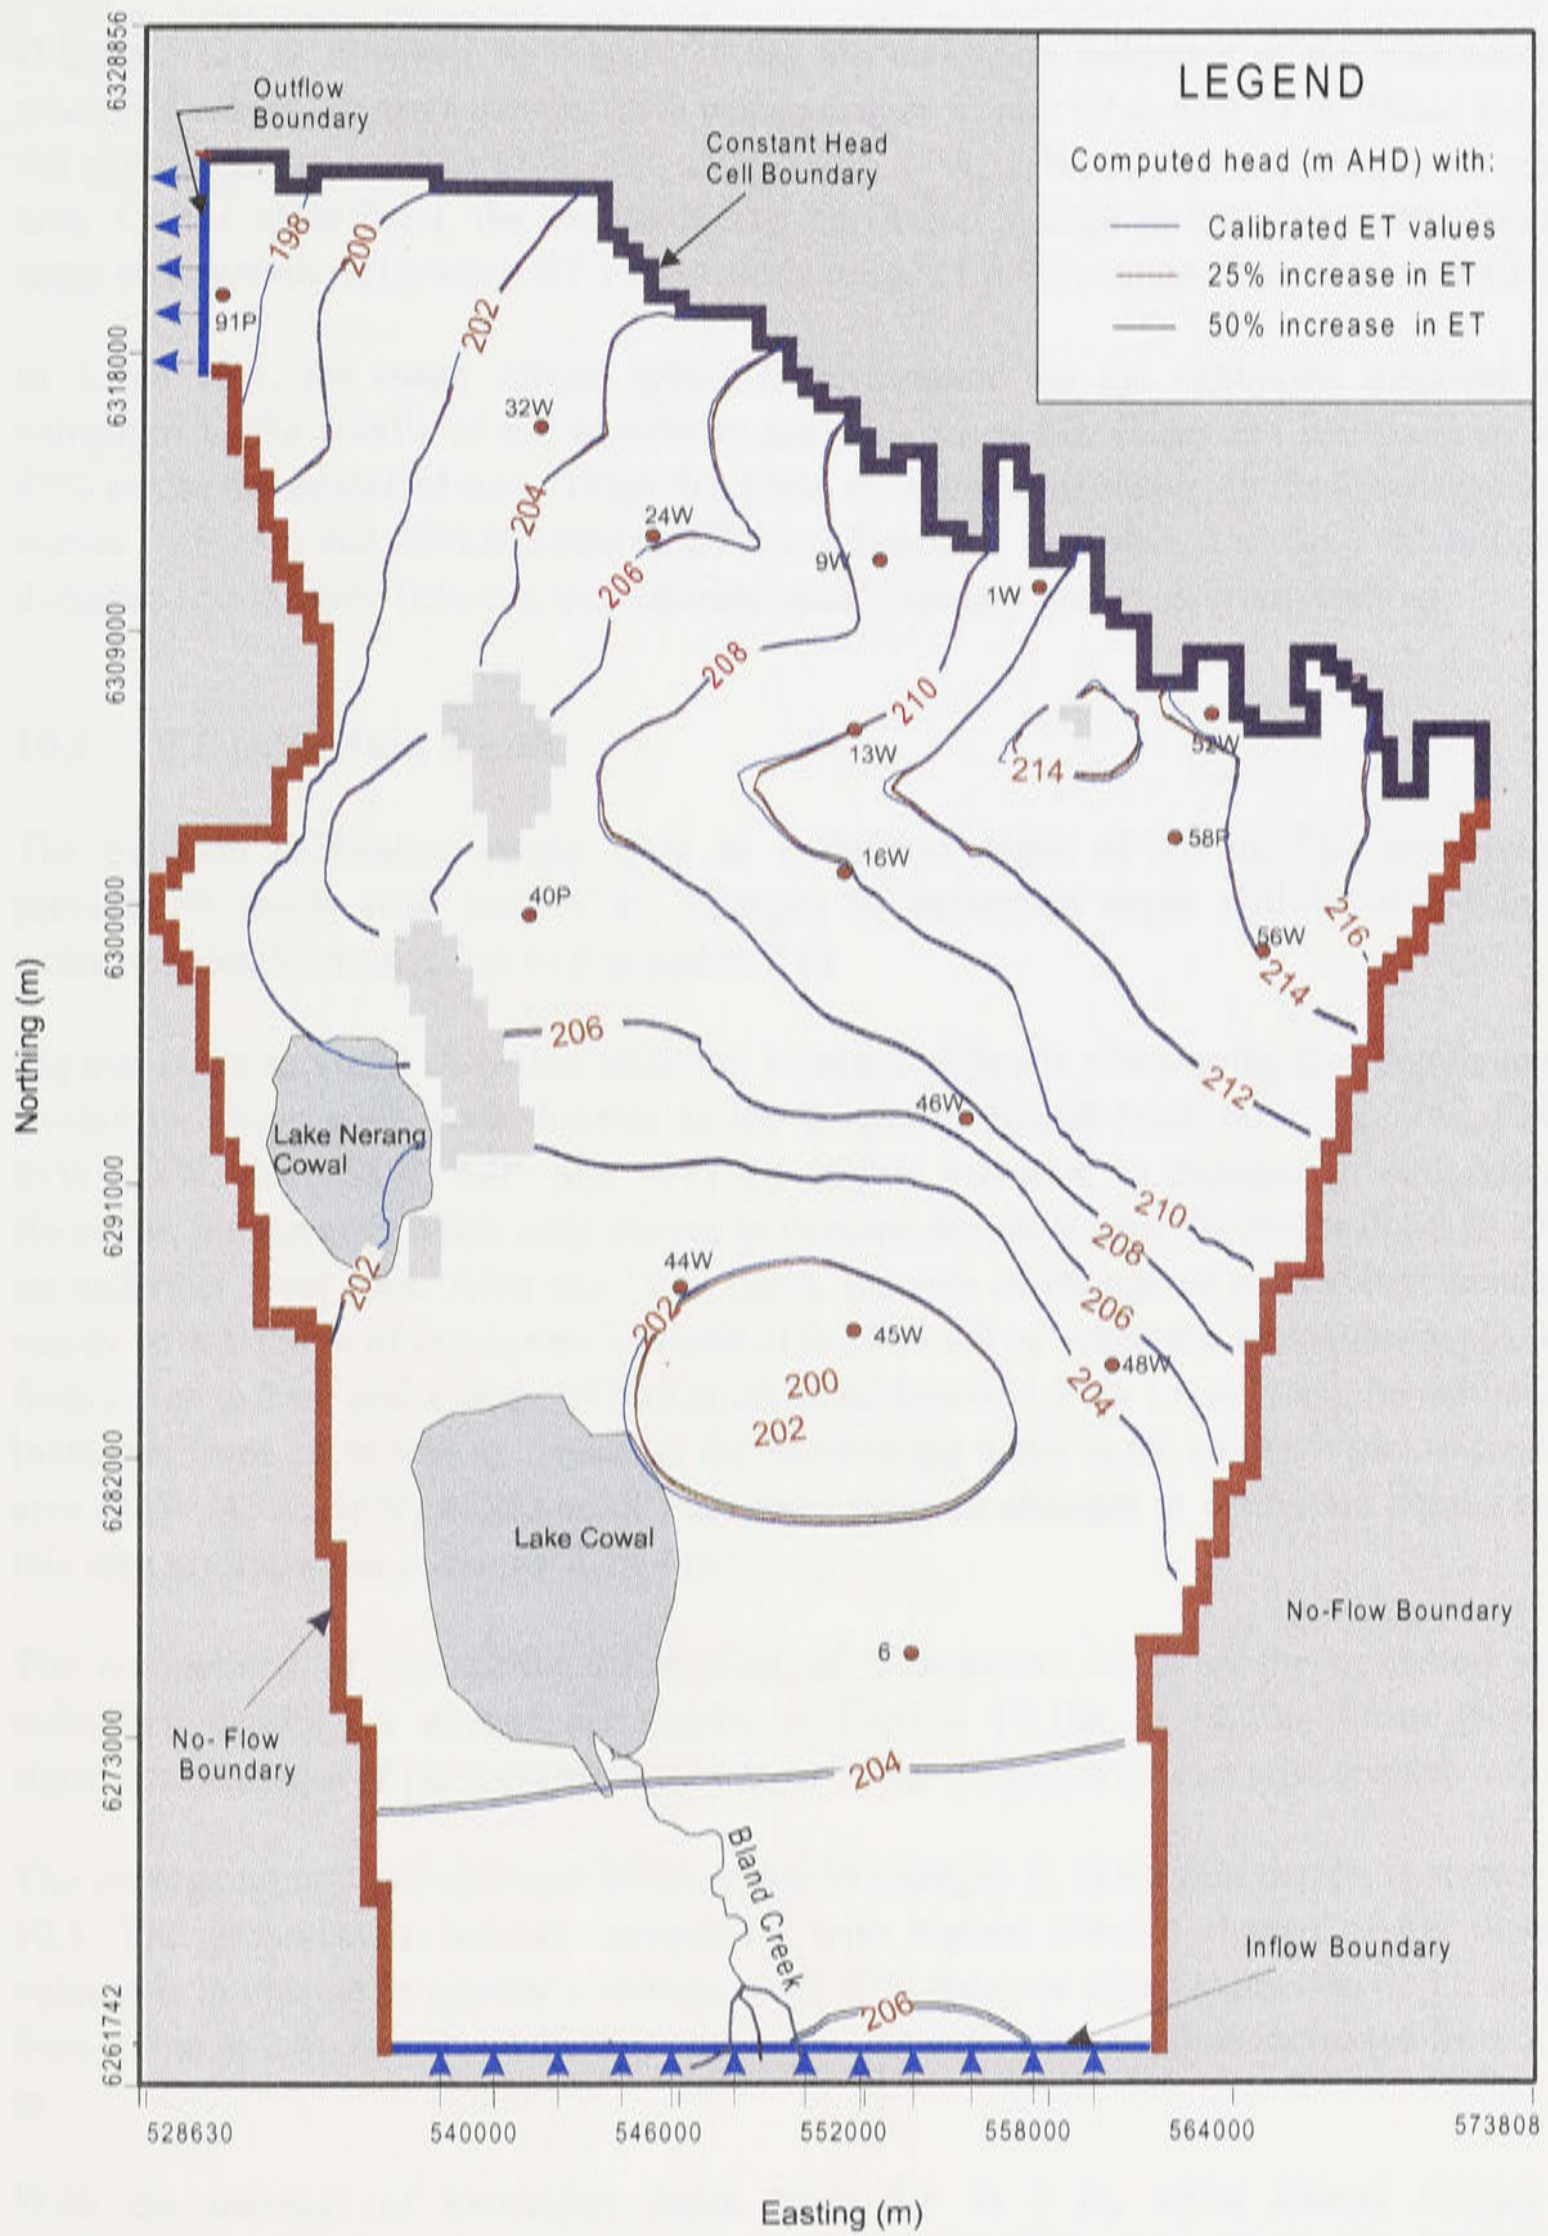 6328856
6318000
6309000
6300000
6291000
6282000
6273000
6261742
Northing (m)
Outflow
Boundary
Constant Head
Cell Boundary
LEGEND
Computed head (m AHD) with:
Calibrated ET values
25% increase in ET
50% increase in ET
198
200
202
91P
32W
204
24W
206
9W
1W
208
210
13W
214
52W
58P
16W
40P
216
56W
214
206
212
46W
Lake Nerang
Cowal
210
208
202
44W
206
202
45W
48W
200
204
202
Lake Cowal
No-Flow Boundary
6
No- Flow
Boundary
204
Bland Creek
Inflow Boundary
206
528630
540000
546000
552000
558000
564000
573808
Easting (m)